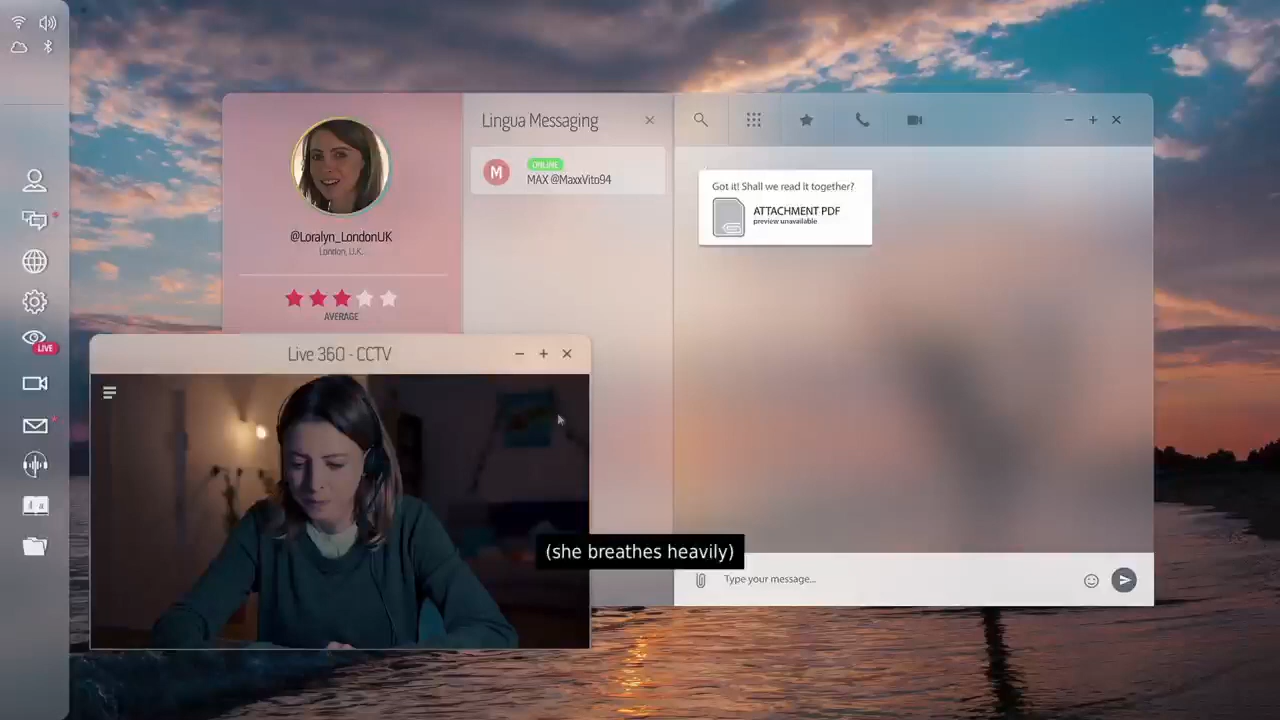 Lingua Messaging
M
ONLINE
MAX @MaxxVito94
@Loralyn_LondonUK
London, U.K.
AVERAGE
Got it! Shall we read it together?
ATTACHMENT PDF
preview unavailable
LIVE
Live 360 - CCTV
(she breathes heavily)
Type your message...